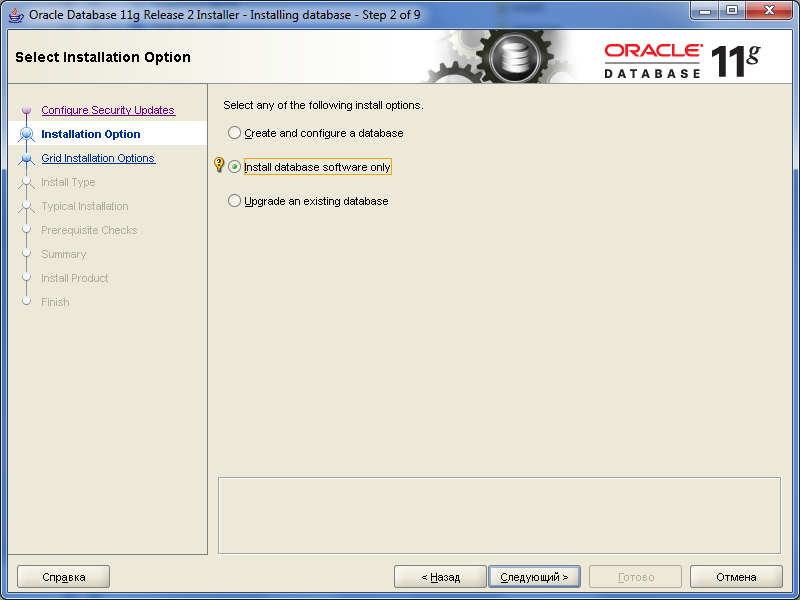 Oracle Database 11g Release 2 Installer - Installing database - Step 2 of 9
Select Installation Option
ORACLE
DATABASE 11g
Configure Security Updates
Installation Option
Grid Installation Options
Install Type
Typical Installation
Prerequisite Checks
Summary
Install Product
Finish
Select any of the following install options.
Create and configure a database
Install database software only
Upgrade an existing database
Справка
< Назад
Следующий >
Готово
Отмена